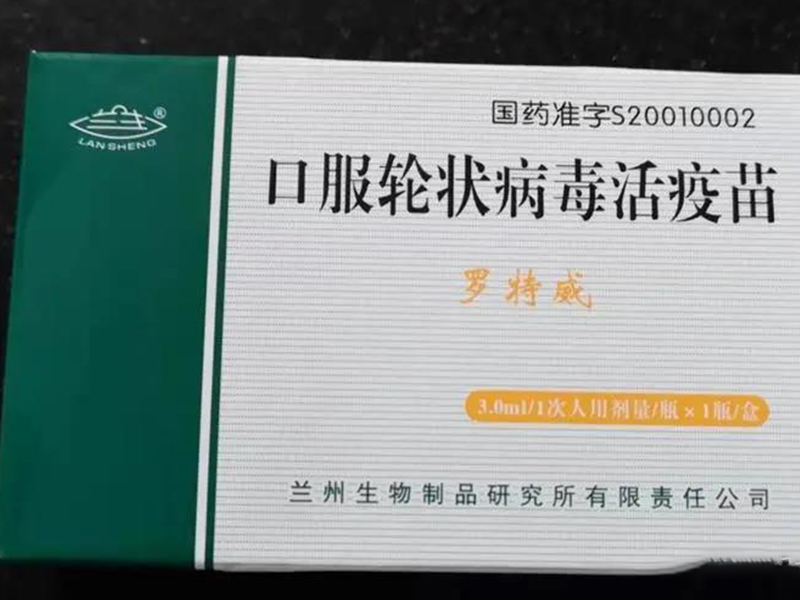 国药准字S20010002
LANSHENG®
口服轮状病毒活疫苗
罗特威
3.0ml/1次人用剂量/瓶×1瓶/盒
兰州生物制品研究所有限责任公司